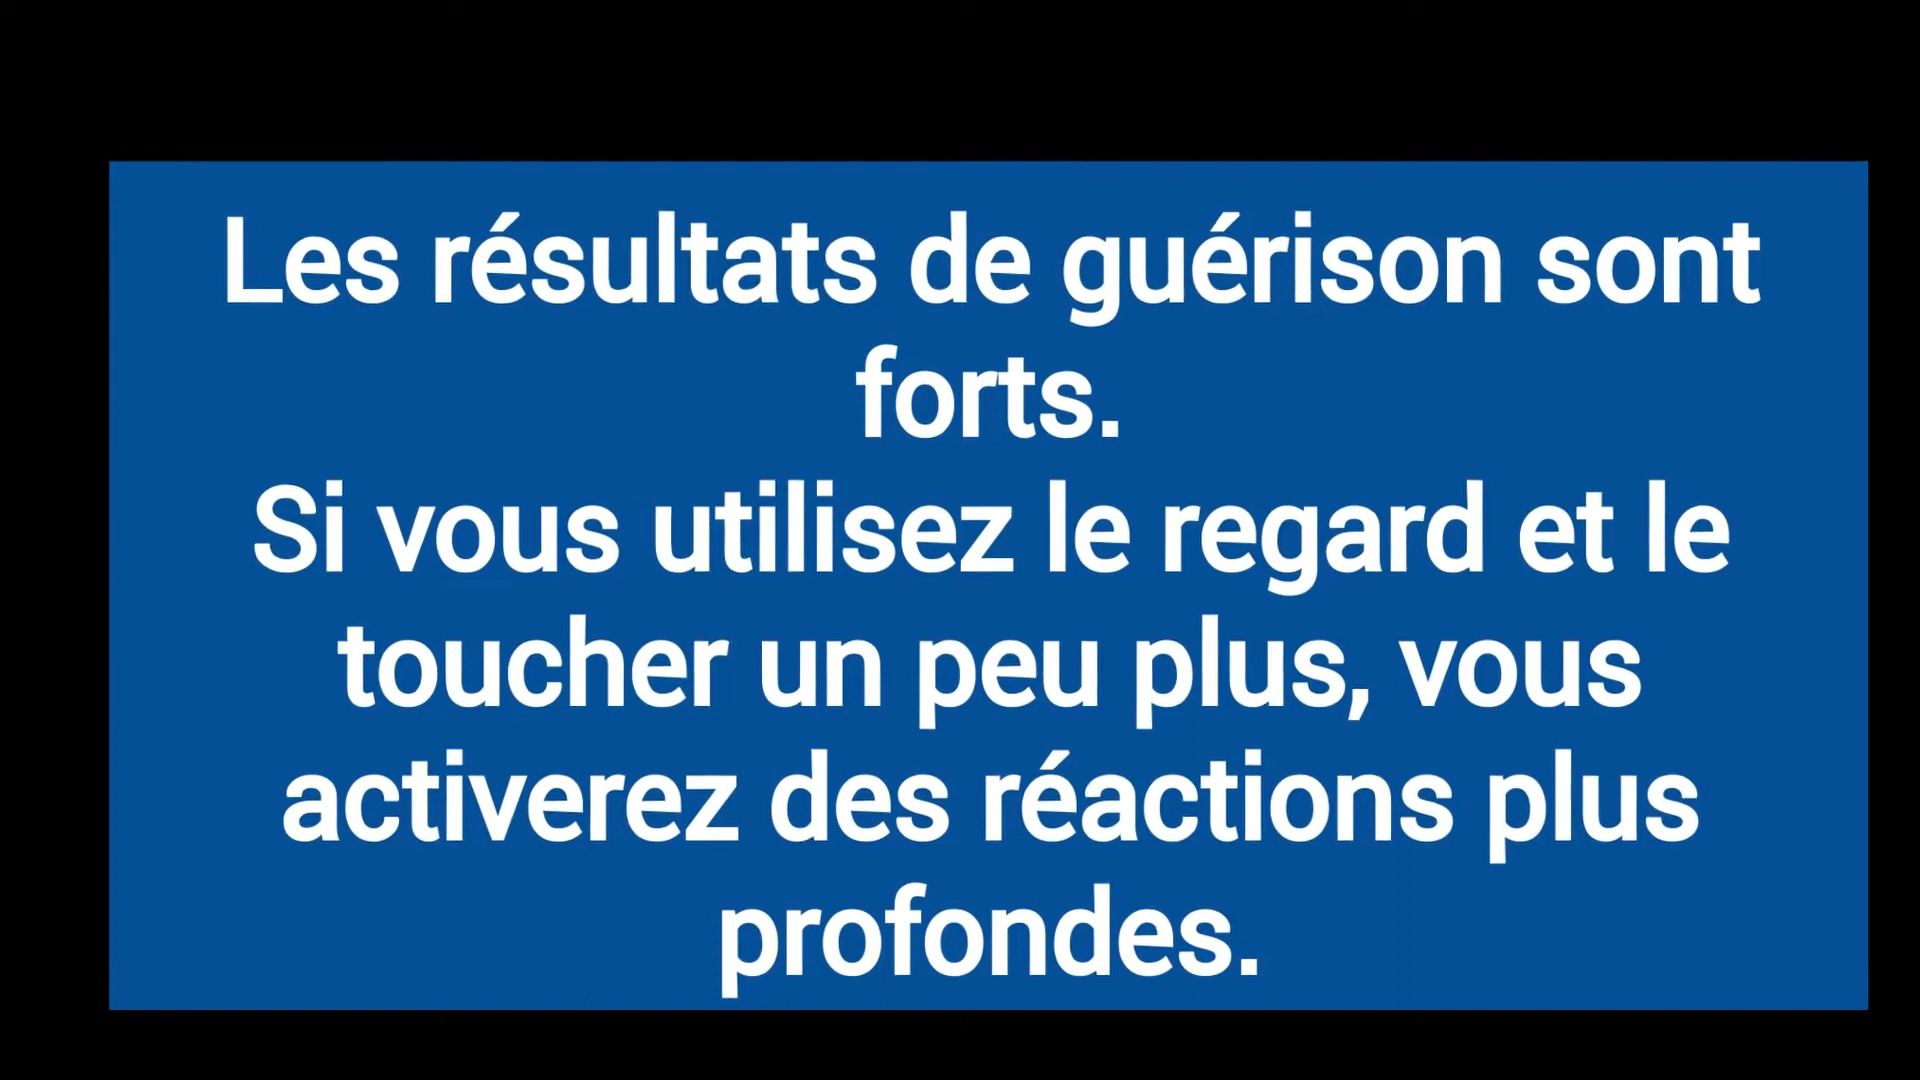 Les résultats de guérison sont
forts.
Si vous utilisez le regard et le
toucher un peu plus, vous
activerez des réactions plus
profondes.